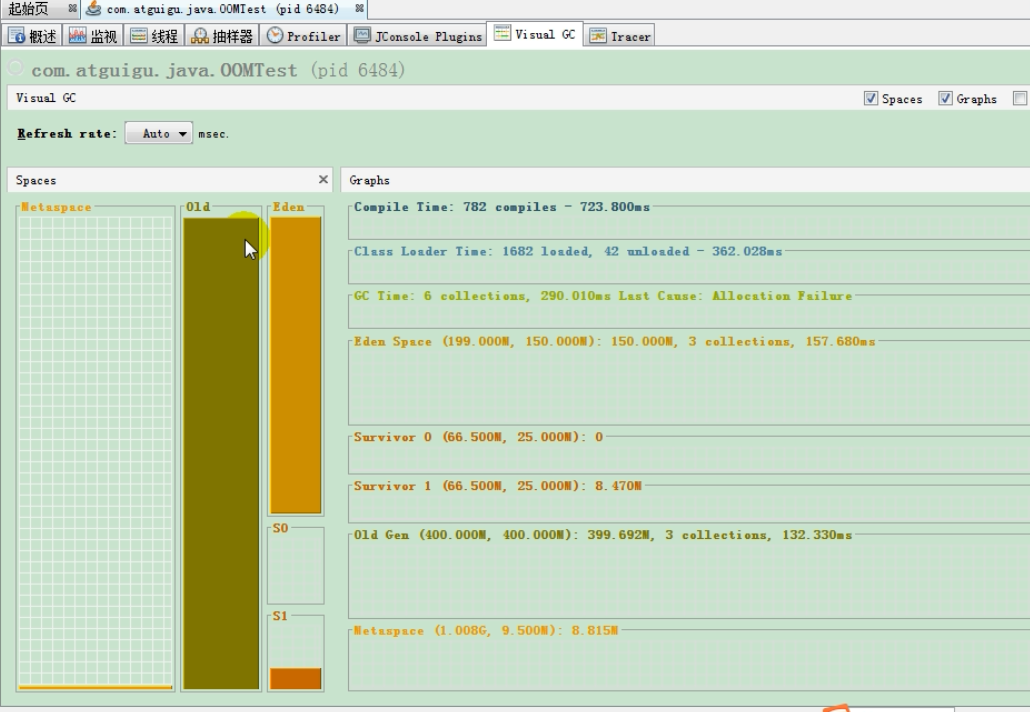 起始页 com.atguigu.java.OOMTest (pid 6484)
概述 监视 线程 抽样器 Profiler JConsole Plugins Visual GC Tracer
com.atguigu.java.OOMTest (pid 6484)
Visual GC Spaces Graphs
Refresh rate: Auto msec.
Spaces
Graphs
Metaspace
Old
Eden
S0
S1
Compile Time: 782 compiles - 723.800ms
Class Loader Time: 1682 loaded, 42 unloaded - 362.028ms
GC Time: 6 collections, 290.010ms Last Cause: Allocation Failure
Eden Space (199.000M, 150.000M): 150.000M, 3 collections, 157.680ms
Survivor 0 (66.500M, 25.000M): 0
Survivor 1 (66.500M, 25.000M): 8.470M
Old Gen (400.000M, 400.000M): 399.692M, 3 collections, 132.330ms
Metaspace (1.008G, 9.500M): 8.815M